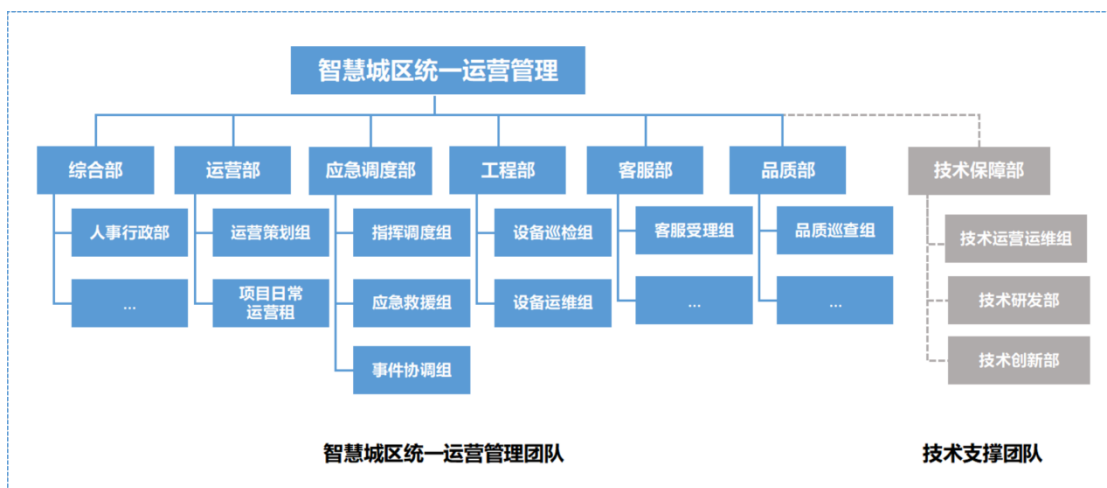 智慧城区统一运营管理
综合部
运营部
应急调度部
工程部
客服部
品质部
技术保障部
人事行政部
运营策划组
指挥调度组
设备巡检组
客服受理组
品质巡查组
技术运营运维组
...
项目日常
运营租
应急救援组
设备运维组
...
...
技术研发部
事件协调组
技术创新部
智慧城区统一运营管理团队
技术支撑团队